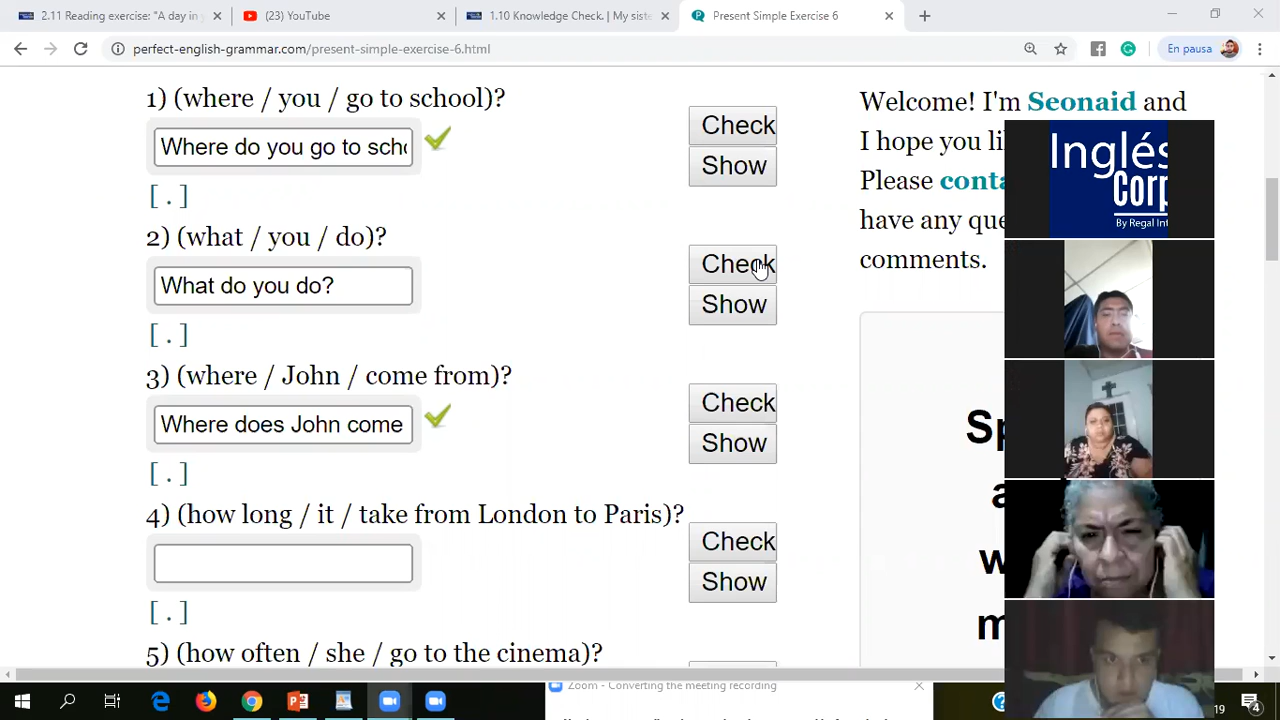 2.11 Reading exercise: "A day in y
(23) YouTube
1.10 Knowledge Check. | My siste
Present Simple Exercise 6
perfect-english-grammar.com/present-simple-exercise-6.html
En pausa
1) (where / you / go to school)?
Where do you go to scho
Check
Show
[ . ]
2) (what / you / do)?
What do you do?
Check
Show
[ . ]
3) (where / John / come from)?
Where does John come
Check
Show
[ . ]
4) (how long / it / take from London to Paris)?
Check
Show
[ . ]
5) (how often / she / go to the cinema)?
Welcome! I'm Seonaid and
I hope you li
Please conta
have any que
comments.
Sp
a
w
m
Inglés
Corp
By Regal Int
Zoom - Converting the meeting recording
19
4